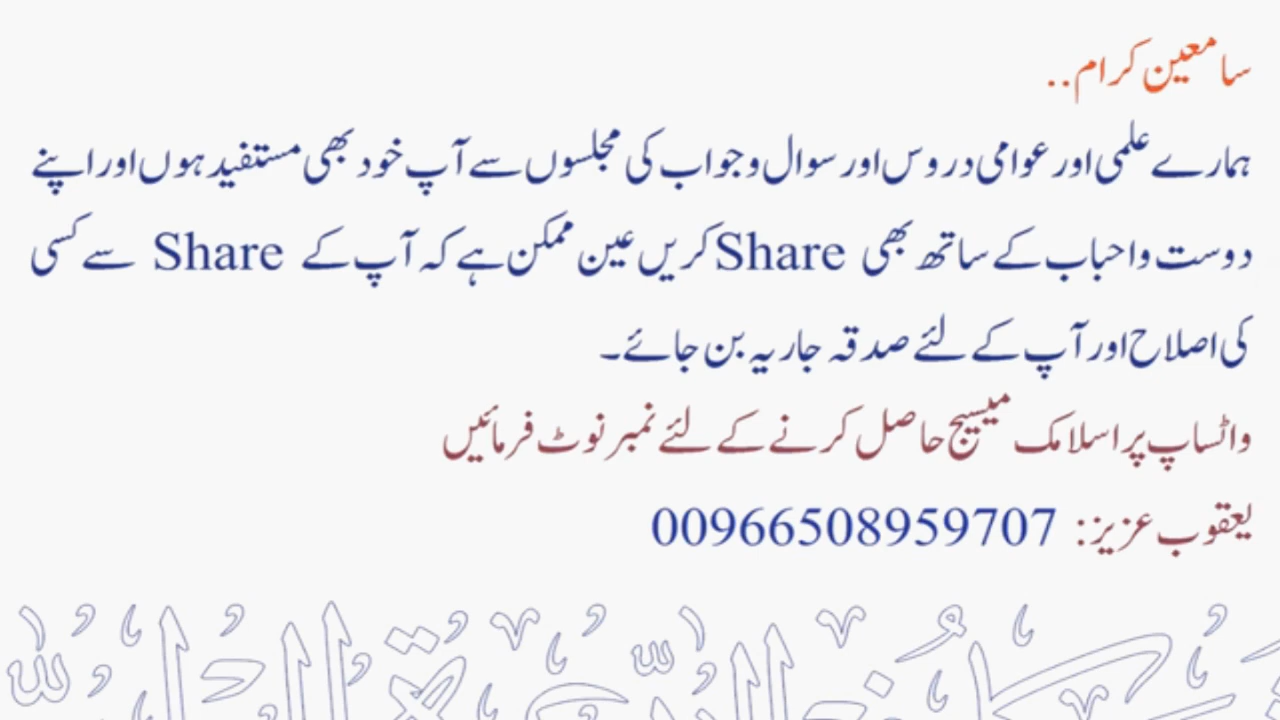 سامعین کرام..
ہمارے علمی اور عوامی دروس اور سوال و جواب کی مجلسوں سے آپ خود بھی مستفید ہوں اور اپنے
دوست واحباب کے ساتھ بھی Share کریں عین ممکن ہے کہ آپ کے Share سے کسی
کی اصلاح اور آپ کے لئے صدقہ جاریہ بن جائے۔
واٹساپ پر اسلامک میسیج حاصل کرنے کے لئے نمبر نوٹ فرمائیں
یعقوب عزیز: 00966508959707